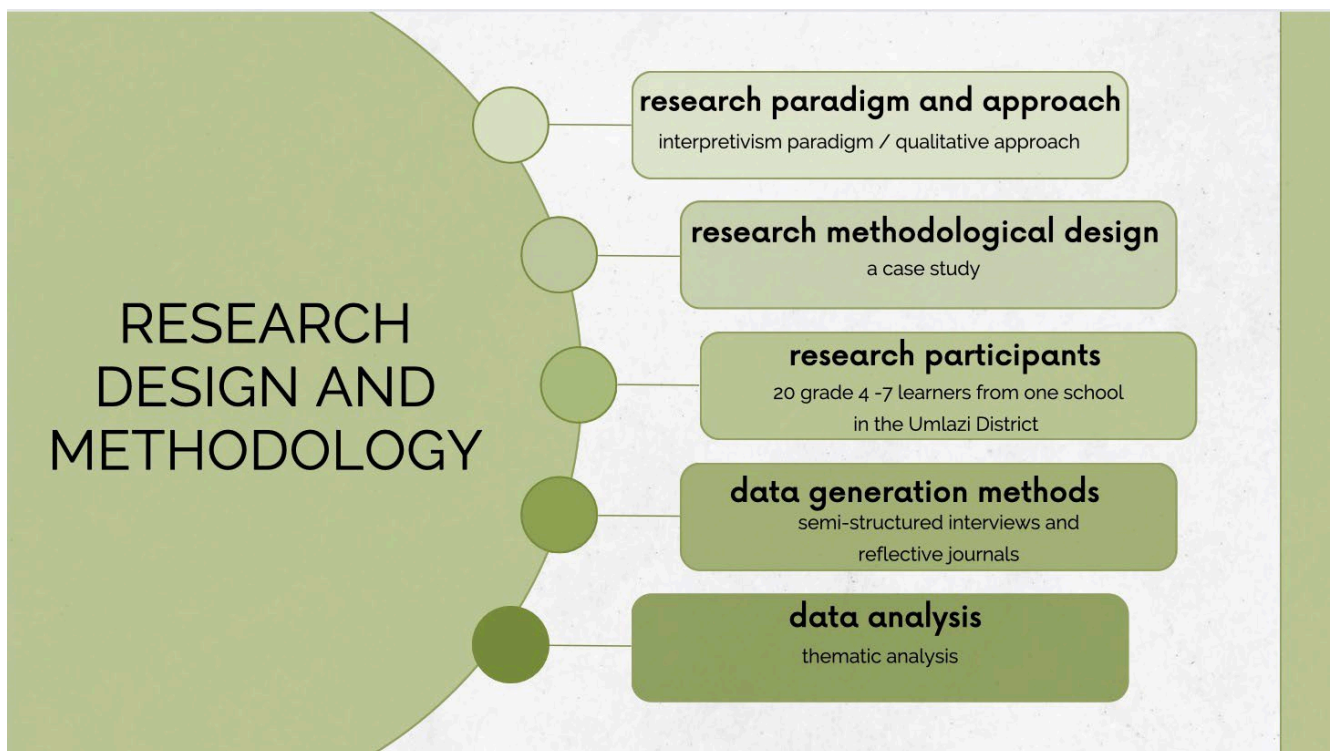 RESEARCH
DESIGN AND
METHODOLOGY
research paradigm and approach
interpretivism paradigm / qualitative approach
research methodological design
a case study
research participants
20 grade 4 -7 learners from one school
in the Umlazi District
data generation methods
semi-structured interviews and
reflective journals
data analysis
thematic analysis